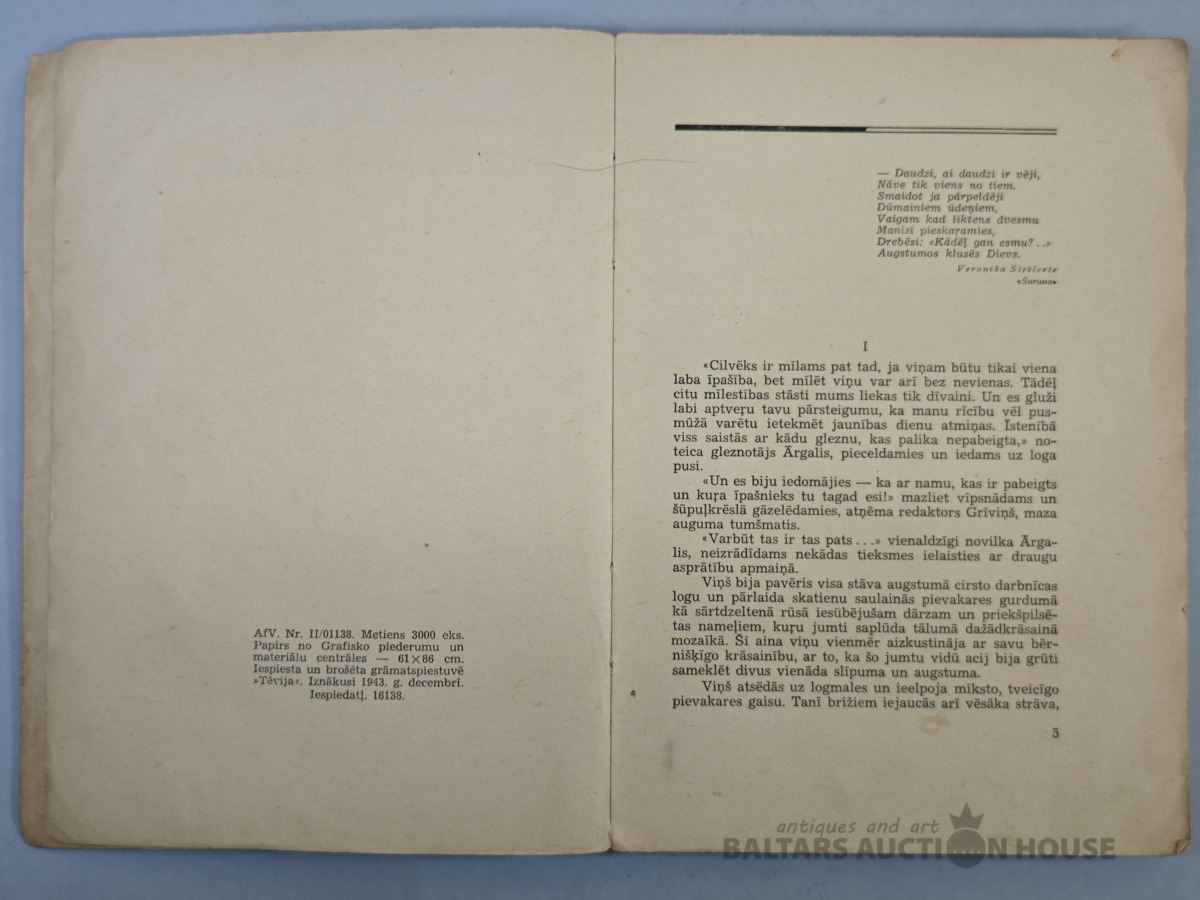 AfV. Nr. II/01138. Metiens 3000 eks.
Papīrs no Grafisko piederumu un
materiālu centrāles — 61×86 cm.
Iespiesta un brošēta grāmatspiestuvē
»Tēvija«. Iznākusi 1943. g. decembrī.
Iespiedatļ. 16138.
— Daudzi, ai daudzi ir vēji,
Nāve tik viens no tiem.
Smaidot ja pārpeldēji
Dūmainiem ūdeņiem,
Vaigam kad liktens dvesmu
Manīsi pieskaŗamies,
Drebēsi: «Kādēļ gan esmu? . .»
Augstumos klusēs Dievs.
Veronika Strēlerte
«Saruna»
I
«Cilvēks ir mīlams pat tad, ja viņam būtu tikai viena
laba īpašība, bet mīlēt viņu var arī bez nevienas. Tādēļ
citu mīlestības stāsti mums liekas tik dīvaini. Un es gluži
labi aptveŗu tavu pārsteigumu, ka manu rīcību vēl pus-
mūžā varētu ietekmēt jaunības dienu atmiņas. Īstenībā
viss saistās ar kādu gleznu, kas palika nepabeigta,» no-
teica gleznotājs Ārgalis, pieceldamies un iedams uz loga
pusi.
«Un es biju iedomājies — ka ar namu, kas ir pabeigts
un kuŗa īpašnieks tu tagad esi!» mazliet vīpsnādams un
šūpuļkrēslā gāzelēdamies, atņēma redaktors Grīviņš, maza
auguma tumšmatis.
«Varbūt tas ir tas pats . . .» vienaldzīgi novilka Ārga-
lis, neizrādīdams nekādas tieksmes ielaisties ar draugu
asprātību apmaiņā.
Viņš bija pavēris visa stāva augstumā cirsto darbnīcas
logu un pārlaida skatienu saulainās pievakares gurdumā
kā sārtdzeltenā rūsā iesūbējušam dārzam un priekšpilsē-
tas nameļiem, kuŗu jumti saplūda tālumā dažādkrāsainā
mozaīkā. Šī aina viņu vienmēr aizkustināja ar savu bēr-
nišķīgo krāsainību, ar to, ka šo jumtu vidū acij bija grūti
sameklēt divus vienāda slīpuma un augstuma.
Viņš atsēdās uz logmales un ieelpoja mīksto, tveicīgo
pievakares gaisu. Tanī brīžiem iejaucās arī vēsāka strāva,
5
antiques and art
BALTARS AUCTION HOUSE